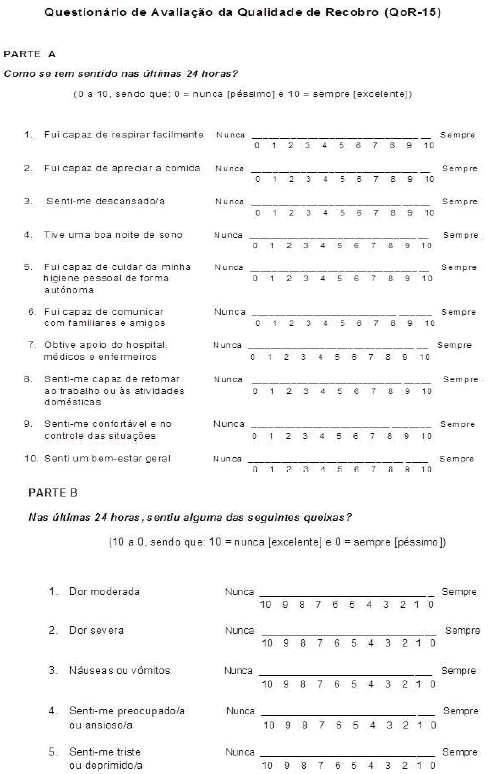 Questionário de Avaliação da Qualidade de Recobro (QoR-15)
PARTE A
Como se tem sentido nas últimas 24 horas?
(0 a 10, sendo que: 0 = nunca [péssimo] e 10 = sempre [excelente])
1. Fui capaz de respirar facilmente Nunca Sempre
0 1 2 3 4 5 6 7 8 9 10
2. Fui capaz de apreciar a comida Nunca Sempre
0 1 2 3 4 5 6 7 8 9 10
3. Senti-me descansado/a Nunca Sempre
0 1 2 3 4 5 6 7 8 9 10
4. Tive uma boa noite de sono Nunca Sempre
0 1 2 3 4 5 6 7 8 9 10
5. Fui capaz de cuidar da minha Nunca Sempre
higiene pessoal de forma 0 1 2 3 4 5 6 7 8 9 10
autónoma
6. Fui capaz de comunicar Nunca Sempre
com familiares e amigos 0 1 2 3 4 5 6 7 8 9 10
7. Obtive apoio do hospital, Nunca Sempre
médicos e enfermeiros 0 1 2 3 4 5 6 7 8 9 10
8. Senti-me capaz de retomar Nunca Sempre
ao trabalho ou às atividades 0 1 2 3 4 5 6 7 8 9 10
domésticas
9. Senti-me confortável e no Nunca Sempre
controle das situações 0 1 2 3 4 5 6 7 8 9 10
10. Senti um bem-estar geral Nunca Sempre
0 1 2 3 4 5 6 7 8 9 10
PARTE B
Nas últimas 24 horas, sentiu alguma das seguintes queixas?
(10 a 0, sendo que: 10 = nunca [excelente] e 0 = sempre [péssimo])
1. Dor moderada Nunca Sempre
10 9 8 7 6 5 4 3 2 1 0
2. Dor severa Nunca Sempre
10 9 8 7 6 5 4 3 2 1 0
3. Náuseas ou vómitos Nunca Sempre
10 9 8 7 6 5 4 3 2 1 0
4. Senti-me preocupado/a Nunca Sempre
ou ansioso/a 10 9 8 7 6 5 4 3 2 1 0
5. Senti-me triste Nunca Sempre
ou deprimido/a 10 9 8 7 6 5 4 3 2 1 0